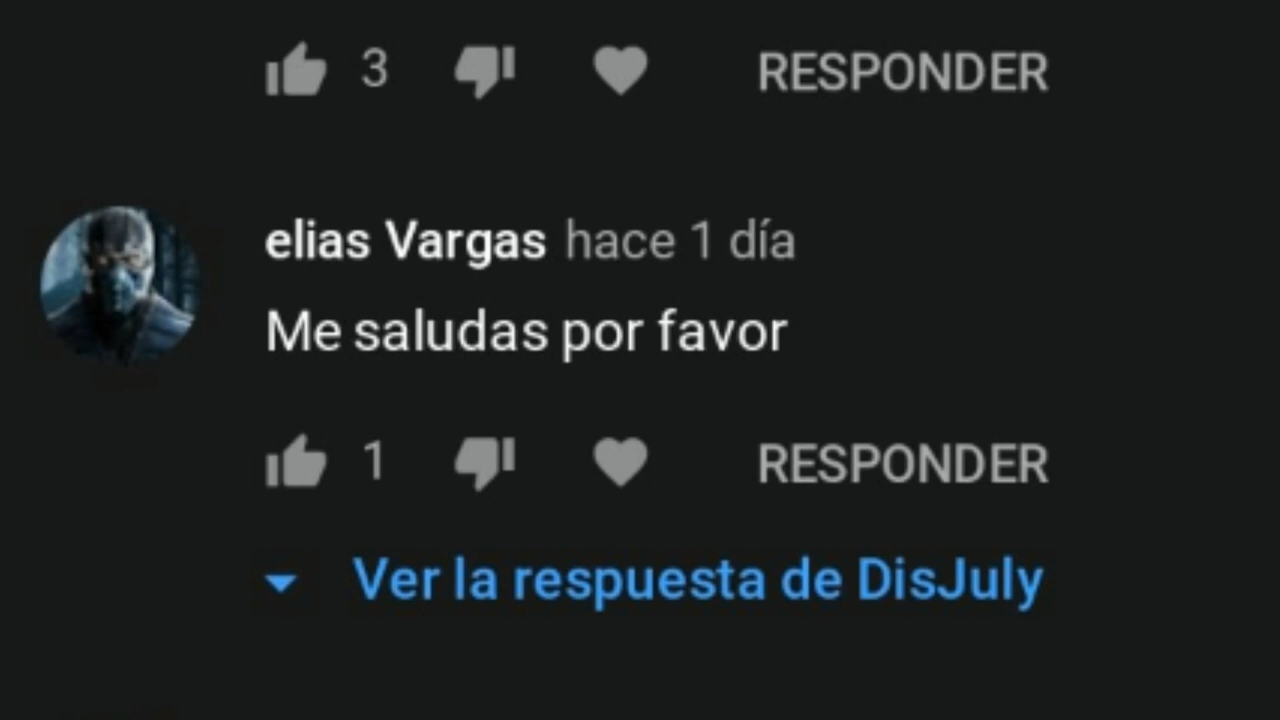 3 RESPONDER
elias Vargas hace 1 día
Me saludas por favor
1 RESPONDER
Ver la respuesta de DisJuly